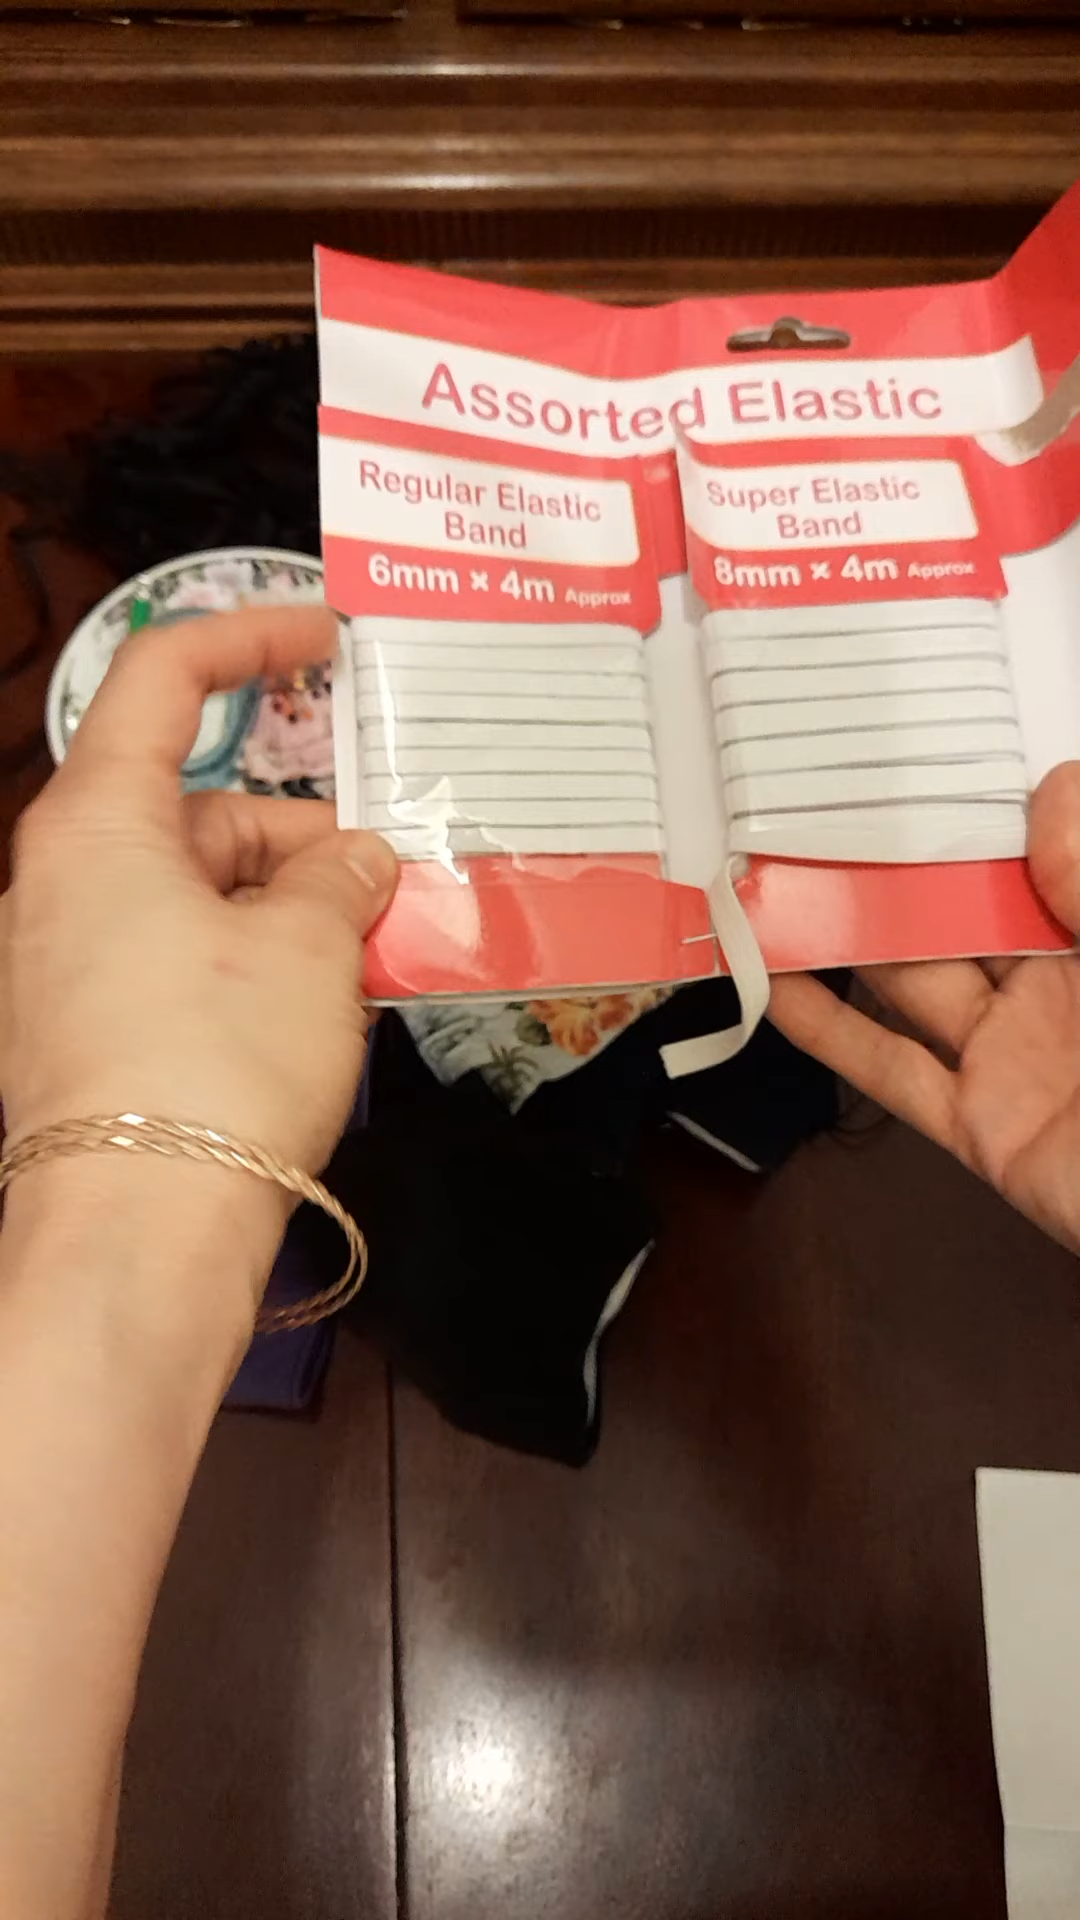 Assorted Elastic
Regular Elastic
Band
6mm × 4m Approx
Super Elastic
Band
8mm × 4m Approx